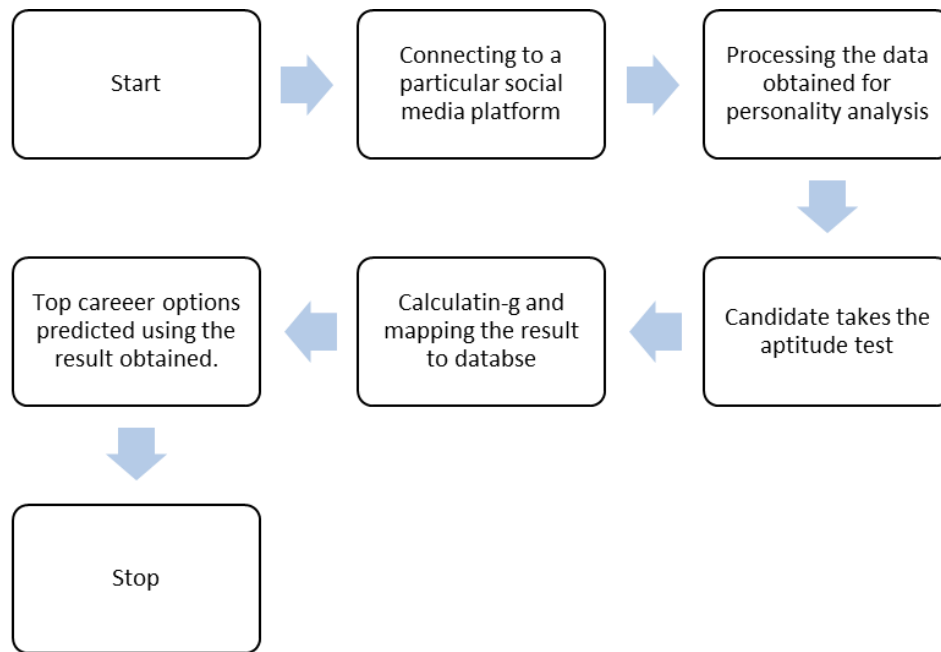 Start
Connecting to a
particular social
media platform
Processing the data
obtained for
personality analysis
Candidate takes the
aptitude test
Calculatin-g and
mapping the result
to databse
Top careeer options
predicted using the
result obtained.
Stop